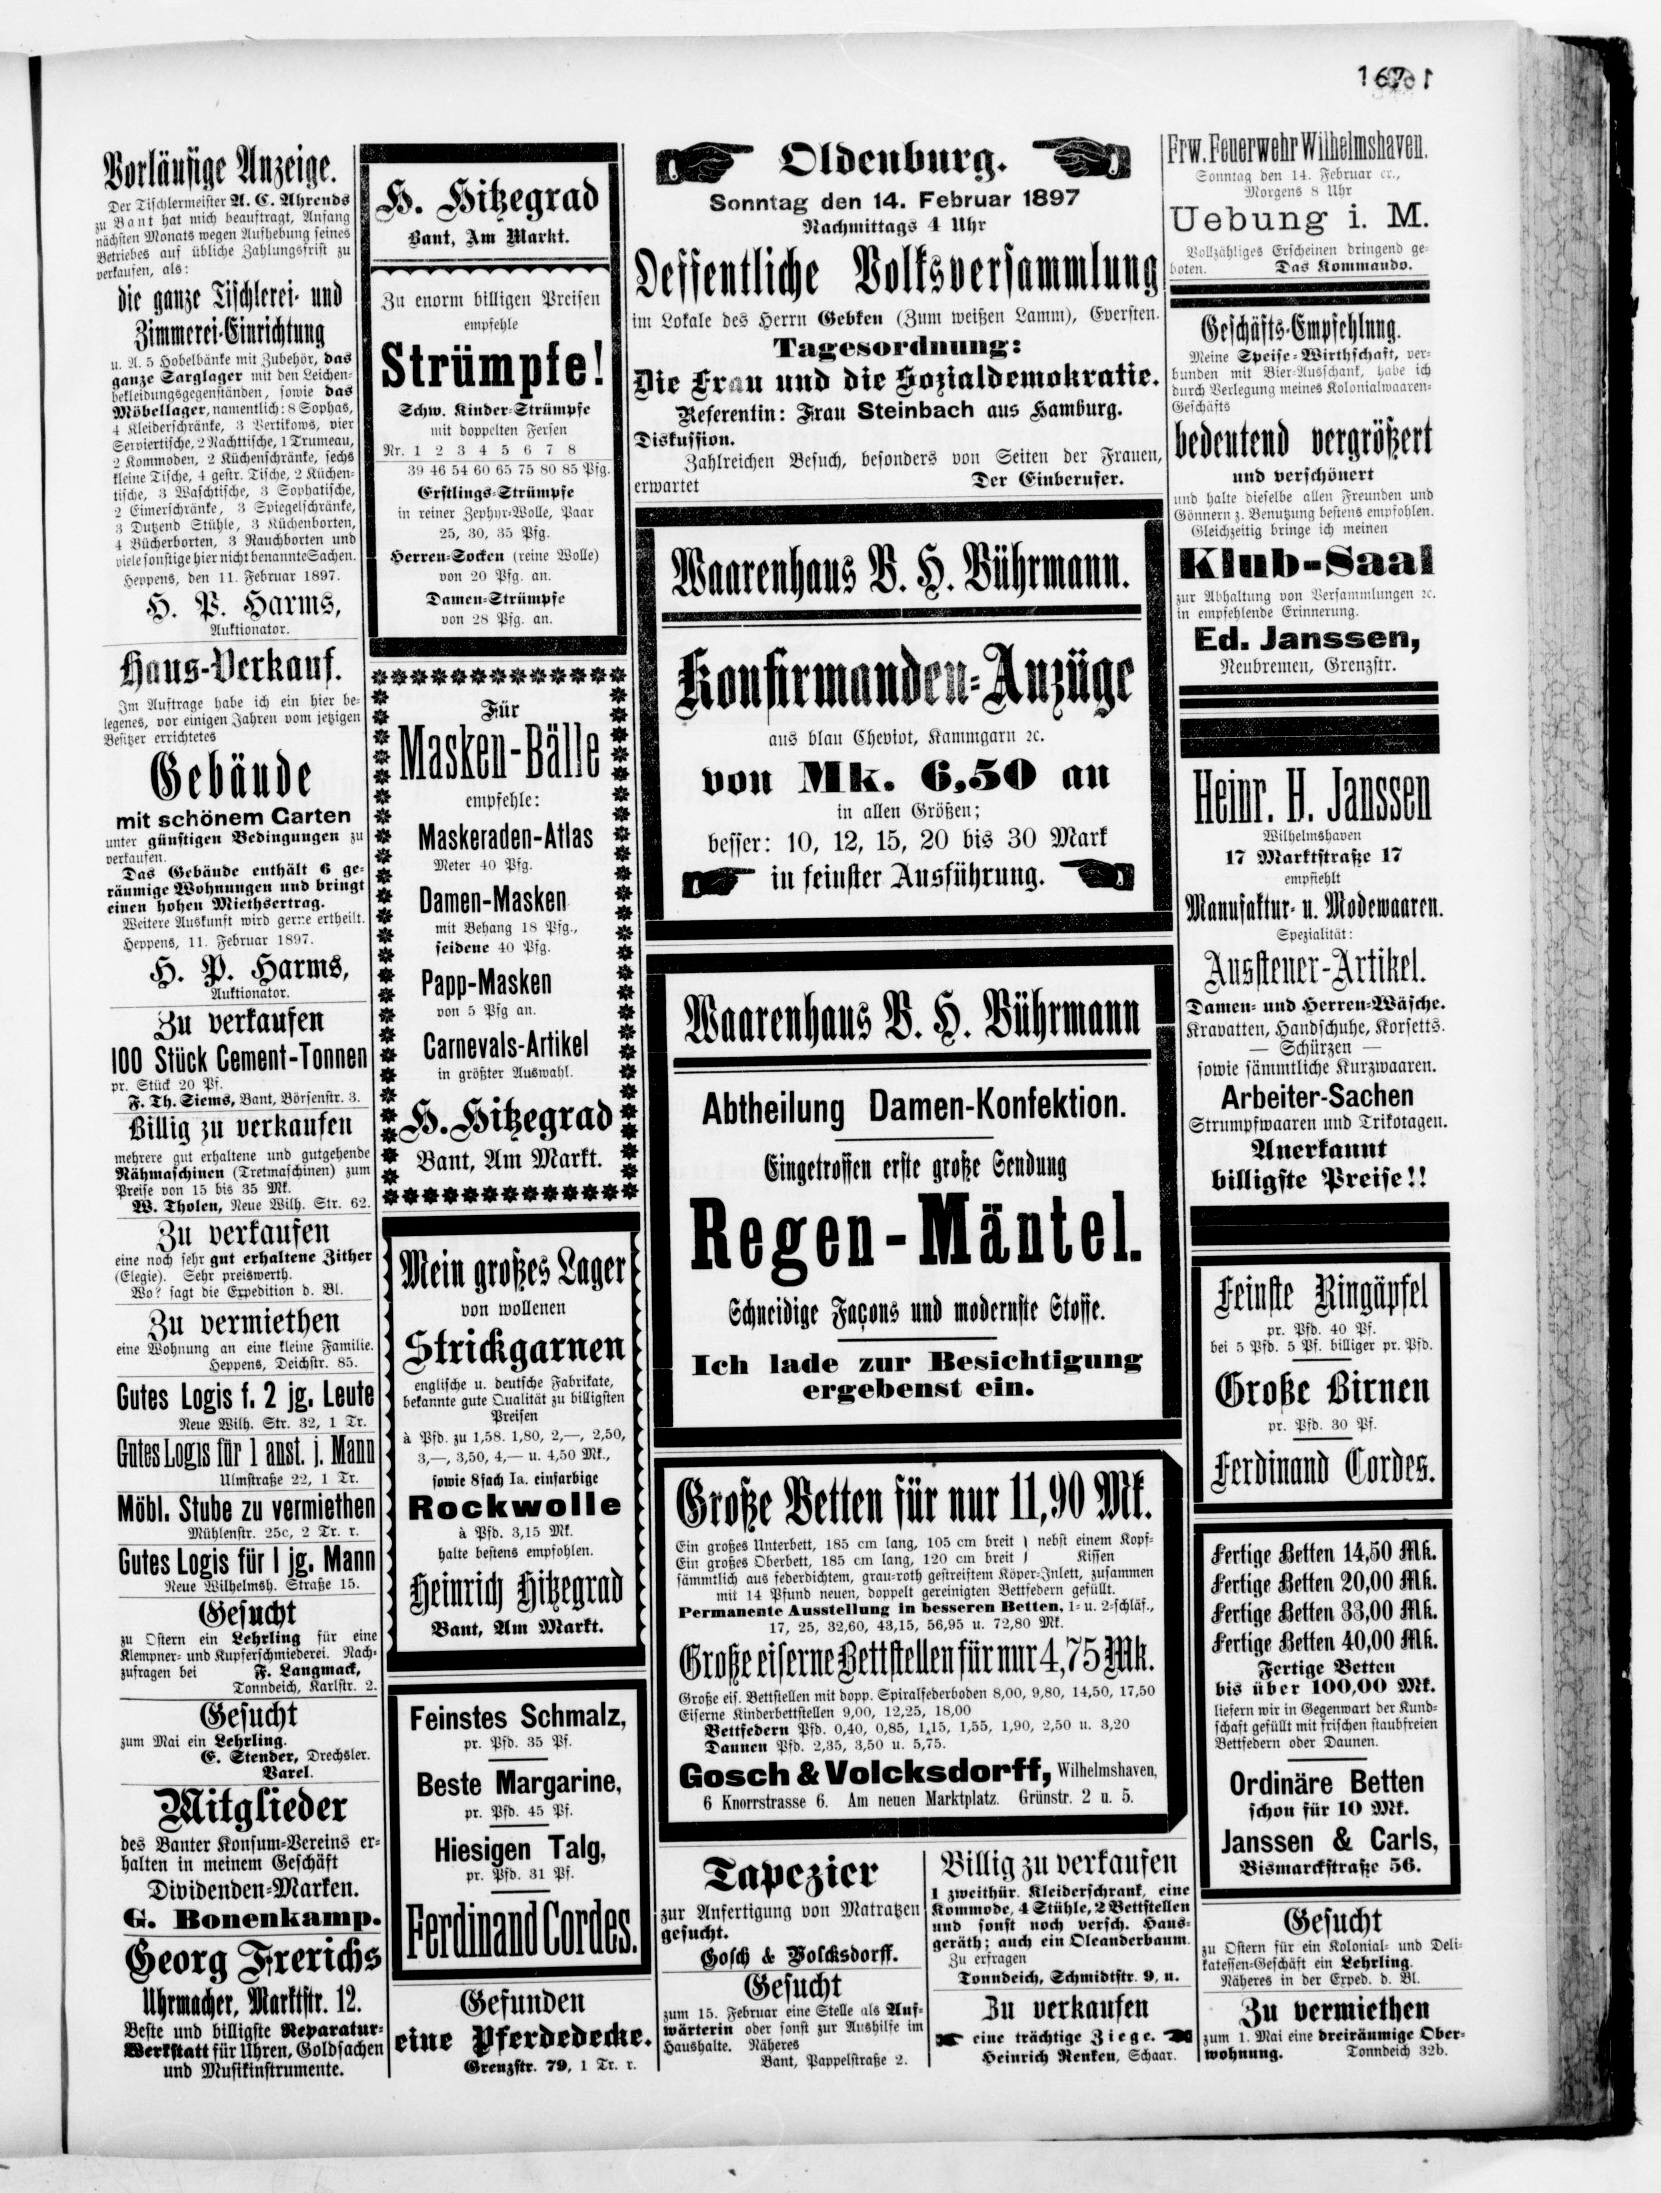 Vorläufige Anzeige.
Der Tischlermeister A. C. Ahrends
zu Bant hat mich beauftragt, Anfang
nächsten Monats wegen Aufhebung seines
Betriebes auf übliche Zahlungsfrist zu
verkaufen, als:
die ganze Tischlerei- und
Zimmerei-Einrichtung
u. A. 5 Hobelbänke mit Zubehör, das
ganze Sarglager mit den Leichen-
bekleidungsgegenständen, sowie das
Möbellager, namentlich: 8 Sophas,
4 Kleiderschränke, 3 Vertikows, vier
Serviertische, 2 Nachttische, 1 Trumeau,
2 Kommoden, 2 Küchenschränke, sechs
kleine Tische, 4 gestr. Tische, 2 Küchen-
tische, 3 Waschtische, 3 Sophatische,
2 Eimerschränke, 3 Spiegelschränke,
3 Dutzend Stühle, 3 Küchenborten,
4 Bücherborten, 3 Rauchborten und
viele sonstige hier nicht benannte Sachen.
Heppens, den 11. Februar 1897.
H. P. Harms,
Auktionator.
Haus-Verkauf.
Im Auftrage habe ich ein hier be-
legenes, vor einigen Jahren vom jetzigen
Besitzer errichtetes
Gebäude
mit schönem Garten
unter günstigen Bedingungen zu
verkaufen.
Das Gebäude enthält 6 ge-
räumige Wohnungen und bringt
einen hohen Miethsertrag.
Weitere Auskunft wird gerne ertheilt.
Heppens, 11. Februar 1897.
H. P. Harms,
Auktionator.
Zu verkaufen
100 Stück Cement-Tonnen
pr. Stück 20 Pf.
F. Th. Siems, Bant, Börsenstr. 3.
Billig zu verkaufen
mehrere gut erhaltene und gutgehende
Nähmaschinen (Tretmaschinen) zum
Preise von 15 bis 35 Mk.
W. Tholen, Neue Wilh. Str. 62.
Zu verkaufen
eine noch sehr gut erhaltene Zither
(Elegie). Sehr preiswerth.
Wo? sagt die Expedition d. Bl.
Zu vermiethen
eine Wohnung an eine kleine Familie.
Heppens, Deichstr. 85.
Gutes Logis f. 2 jg. Leute
Neue Wilh. Str. 32, 1 Tr.
Gutes Logis für 1 anst. j. Mann
Ulmstraße 22, 1 Tr.
Möbl. Stube zu vermiethen
Mühlenstr. 25c, 2 Tr. r.
Gutes Logis für 1 jg. Mann
Neue Wilhelmsh. Straße 15.
Gesucht
zu Ostern ein Lehrling für eine
Klempner- und Kupferschmiederei. Nach-
zufragen bei F. Langmack,
Tonndeich, Karlstr. 2.
Gesucht
zum Mai ein Lehrling.
E. Stender, Drechsler.
Varel.
Mitglieder
des Banter Konsum-Vereins er-
halten in meinem Geschäft
Dividenden-Marken.
G. Bonenkamp.
Georg Frerichs
Uhrmacher, Marktstr. 12.
Beste und billigste Reparatur-
Werkstatt für Uhren, Goldsachen
und Musikinstrumente.
H. Hitzegrad
Bant, Am Markt.
Zu enorm billigen Preisen
empfehle
Strümpfe!
Schw. Kinder-Strümpfe
mit doppelten Fersen
Nr. 1 2 3 4 5 6 7 8
39 46 54 60 65 75 80 85 Pfg.
Erstlings-Strümpfe
in reiner Zephyr-Wolle, Paar
25, 30, 35 Pfg.
Herren-Socken (reine Wolle)
von 20 Pfg. an.
Damen-Strümpfe
von 28 Pfg. an.
Für
Masken-Bälle
empfehle:
Maskeraden-Atlas
Meter 40 Pfg.
Damen-Masken
mit Behang 18 Pfg.,
seidene 40 Pfg.
Papp-Masken
von 5 Pfg an.
Carnevals-Artikel
in größter Auswahl.
H. Hitzegrad
Bant, Am Markt.
Mein großes Lager
von wollenen
Strickgarnen
englische u. deutsche Fabrikate,
bekannte gute Qualität zu billigsten
Preisen
à Pfd. zu 1,58. 1,80, 2,—, 2,50,
3,—, 3,50, 4,— u. 4,50 Mk.,
sowie 8fach Ia. einfarbige
Rockwolle
à Pfd. 3,15 Mk.
halte bestens empfohlen.
Heinrich Hitzegrad
Bant, Am Markt.
Feinstes Schmalz,
pr. Pfd. 35 Pf.
Beste Margarine,
pr. Pfd. 45 Pf.
Hiesigen Talg,
pr. Pfd. 31 Pf.
Ferdinand Cordes.
Gefunden
eine Pferdedecke.
Grenzstr. 79, 1 Tr. r.
Oldenburg.
Sonntag den 14. Februar 1897
Nachmittags 4 Uhr
Oeffentliche Volksversammlung
im Lokale des Herrn Gebken (Zum weißen Lamm), Eversten.
Tagesordnung:
Die Frau und die Sozialdemokratie.
Referentin: Frau Steinbach aus Hamburg.
Diskussion.
Zahlreichen Besuch, besonders von Seiten der Frauen,
erwartet Der Einberufer.
Waarenhaus B. H. Bührmann.
Konfirmanden-Anzüge
aus blau Cheviot, Kammgarn ꝛc.
von Mk. 6,50 an
in allen Größen;
besser: 10, 12, 15, 20 bis 30 Mark
in feinster Ausführung.
Waarenhaus B. H. Bührmann
Abtheilung Damen-Konfektion.
Eingetroffen erste große Sendung
Regen-Mäntel.
Schneidige Façons und modernste Stoffe.
Ich lade zur Besichtigung
ergebenst ein.
Große Betten für nur 11,90 Mk.
Ein großes Unterbett, 185 cm lang, 105 cm breit } nebst einem Kopf-
Ein großes Oberbett, 185 cm lang, 120 cm breit } Kissen
sämmtlich aus federdichtem, grau-roth gestreiftem Köper-Inlett, zusammen
mit 14 Pfund neuen, doppelt gereinigten Bettfedern gefüllt.
Permanente Ausstellung in besseren Betten, 1- u. 2-schläf.,
17, 25, 32,60, 43,15, 56,95 u. 72,80 Mk.
Große eiserne Bettstellen für nur 4,75 Mk.
Große eis. Bettstellen mit dopp. Spiralfederboden 8,00, 9,80, 14,50, 17,50
Eiserne Kinderbettstellen 9,00, 12,25, 18,00
Bettfedern Pfd. 0,40, 0,85, 1,15, 1,55, 1,90, 2,50 u. 3,20
Daunen Pfd. 2,35, 3,50 u. 5,75.
Gosch & Volcksdorff, Wilhelmshaven,
6 Knorrstrasse 6. Am neuen Marktplatz. Grünstr. 2 u. 5.
Tapezier
zur Anfertigung von Matratzen
gesucht.
Gosch & Volcksdorff.
Gesucht
zum 15. Februar eine Stelle als Auf-
wärterin oder sonst zur Aushilfe im
Haushalte. Näheres
Bant, Pappelstraße 2.
Billig zu verkaufen
1 zweithür. Kleiderschrank, eine
Kommode, 4 Stühle, 2 Bettstellen
und sonst noch versch. Haus-
geräth; auch ein Oleanderbaum.
Zu erfragen
Tonndeich, Schmidtstr. 9, u.
Zu verkaufen
eine trächtige Ziege.
Heinrich Renken, Schaar.
Frw. Feuerwehr Wilhelmshaven.
Sonntag den 14. Februar cr.,
Morgens 8 Uhr
Uebung i. M.
Vollzähliges Erscheinen dringend ge-
boten. Das Kommando.
Geschäfts-Empfehlung.
Meine Speise-Wirthschaft, ver-
bunden mit Bier-Ausschank, habe ich
durch Verlegung meines Kolonialwaaren-
Geschäfts
bedeutend vergrößert
und verschönert
und halte dieselbe allen Freunden und
Gönnern z. Benutzung bestens empfohlen.
Gleichzeitig bringe ich meinen
Klub-Saal
zur Abhaltung von Versammlungen ꝛc.
in empfehlende Erinnerung.
Ed. Janssen,
Neubremen, Grenzstr.
Heinr. H. Janssen
Wilhelmshaven
17 Marktstraße 17
empfiehlt
Manufaktur- u. Modewaaren.
Spezialität:
Aussteuer-Artikel.
Damen- und Herren-Wäsche.
Kravatten, Handschuhe, Korsetts.
— Schürzen —
sowie sämmtliche Kurzwaaren.
Arbeiter-Sachen
Strumpfwaaren und Trikotagen.
Anerkannt
billigste Preise!!
Feinste Ringäpfel
pr. Pfd. 40 Pf.
bei 5 Pfd. 5 Pf. billiger pr. Pfd.
Große Birnen
pr. Pfd. 30 Pf.
Ferdinand Cordes.
Fertige Betten 14,50 Mk.
Fertige Betten 20,00 Mk.
Fertige Betten 33,00 Mk.
Fertige Betten 40,00 Mk.
Fertige Betten
bis über 100,00 Mk.
liefern wir in Gegenwart der Kund-
schaft gefüllt mit frischen staubfreien
Bettfedern oder Daunen.
Ordinäre Betten
schon für 10 Mk.
Janssen & Carls,
Bismarckstraße 56.
Gesucht
zu Ostern für ein Kolonial- und Deli-
katessen-Geschäft ein Lehrling.
Näheres in der Exped. d. Bl.
Zu vermiethen
zum 1. Mai eine dreiräumige Ober-
wohnung. Tonndeich 32b.